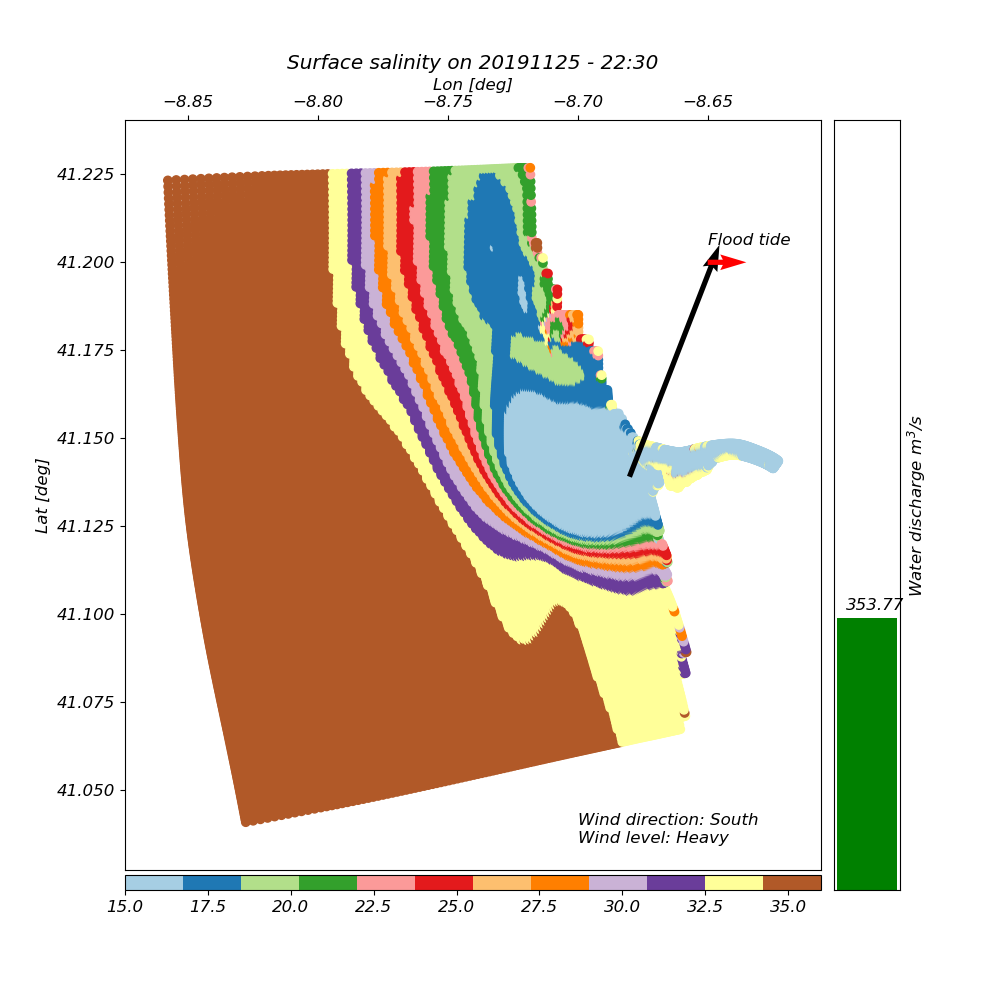 Surface salinity on 20191125 - 22:30
Lon [deg]
−8.85 −8.80 −8.75 −8.70 −8.65
41.225
41.200
41.175
41.150
41.125
41.100
41.075
41.050
Lat [deg]
Flood tide
Wind direction: South
Wind level: Heavy
353.77
Water discharge m³/s
15.0 17.5 20.0 22.5 25.0 27.5 30.0 32.5 35.0